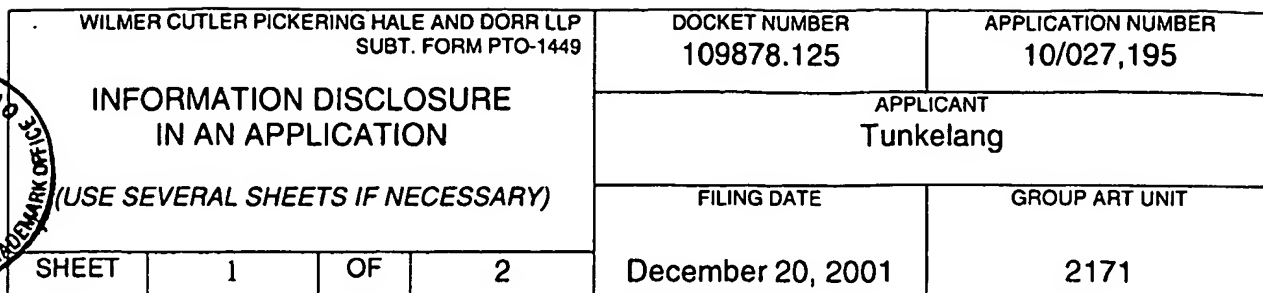 WILMER CUTLER PICKERING HALE AND DORR LLP
SUBT. FORM PTO-1449
INFORMATION DISCLOSURE
IN AN APPLICATION
(USE SEVERAL SHEETS IF NECESSARY)
SHEET 1 OF 2
DOCKET NUMBER
109878.125
APPLICATION NUMBER
10/027,195
APPLICANT
Tunkelang
FILING DATE
December 20, 2001
GROUP ART UNIT
2171
TRADEMARK OFFICE